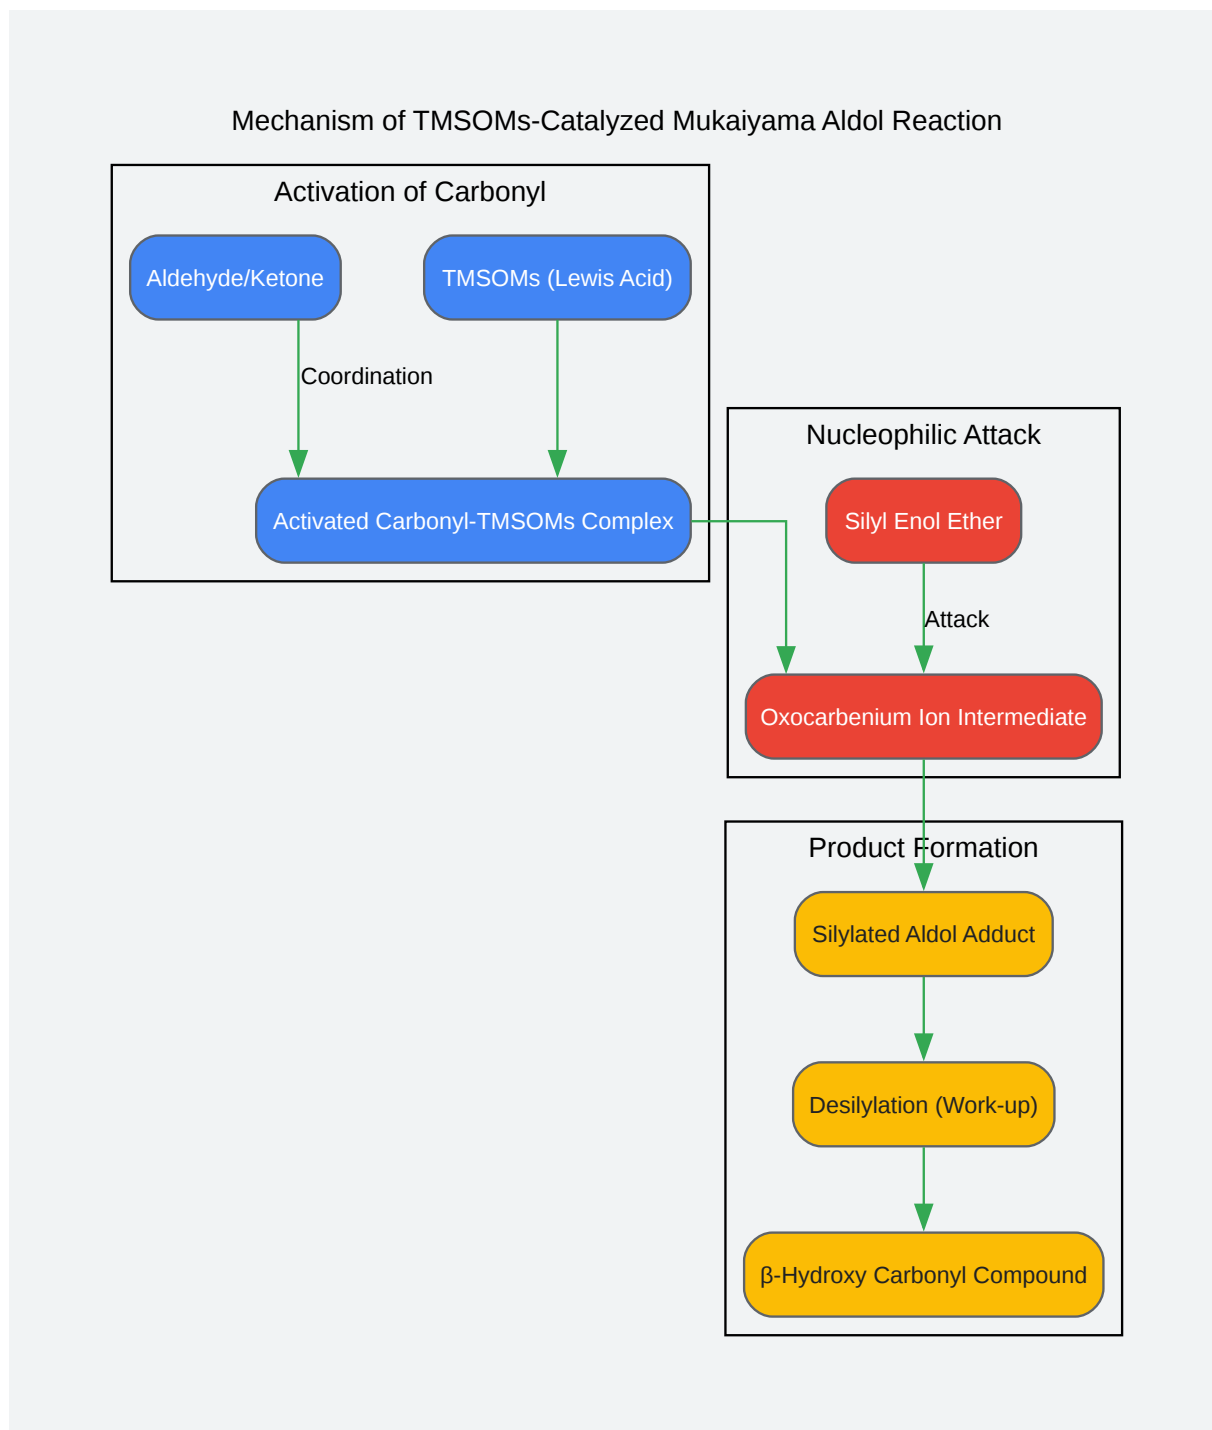 Mechanism of TMSOMs-Catalyzed Mukaiyama Aldol Reaction
Activation of Carbonyl
Aldehyde/Ketone
TMSOMs (Lewis Acid)
Coordination
Activated Carbonyl-TMSOMs Complex
Nucleophilic Attack
Silyl Enol Ether
Attack
Oxocarbenium Ion Intermediate
Product Formation
Silylated Aldol Adduct
Desilylation (Work-up)
β-Hydroxy Carbonyl Compound